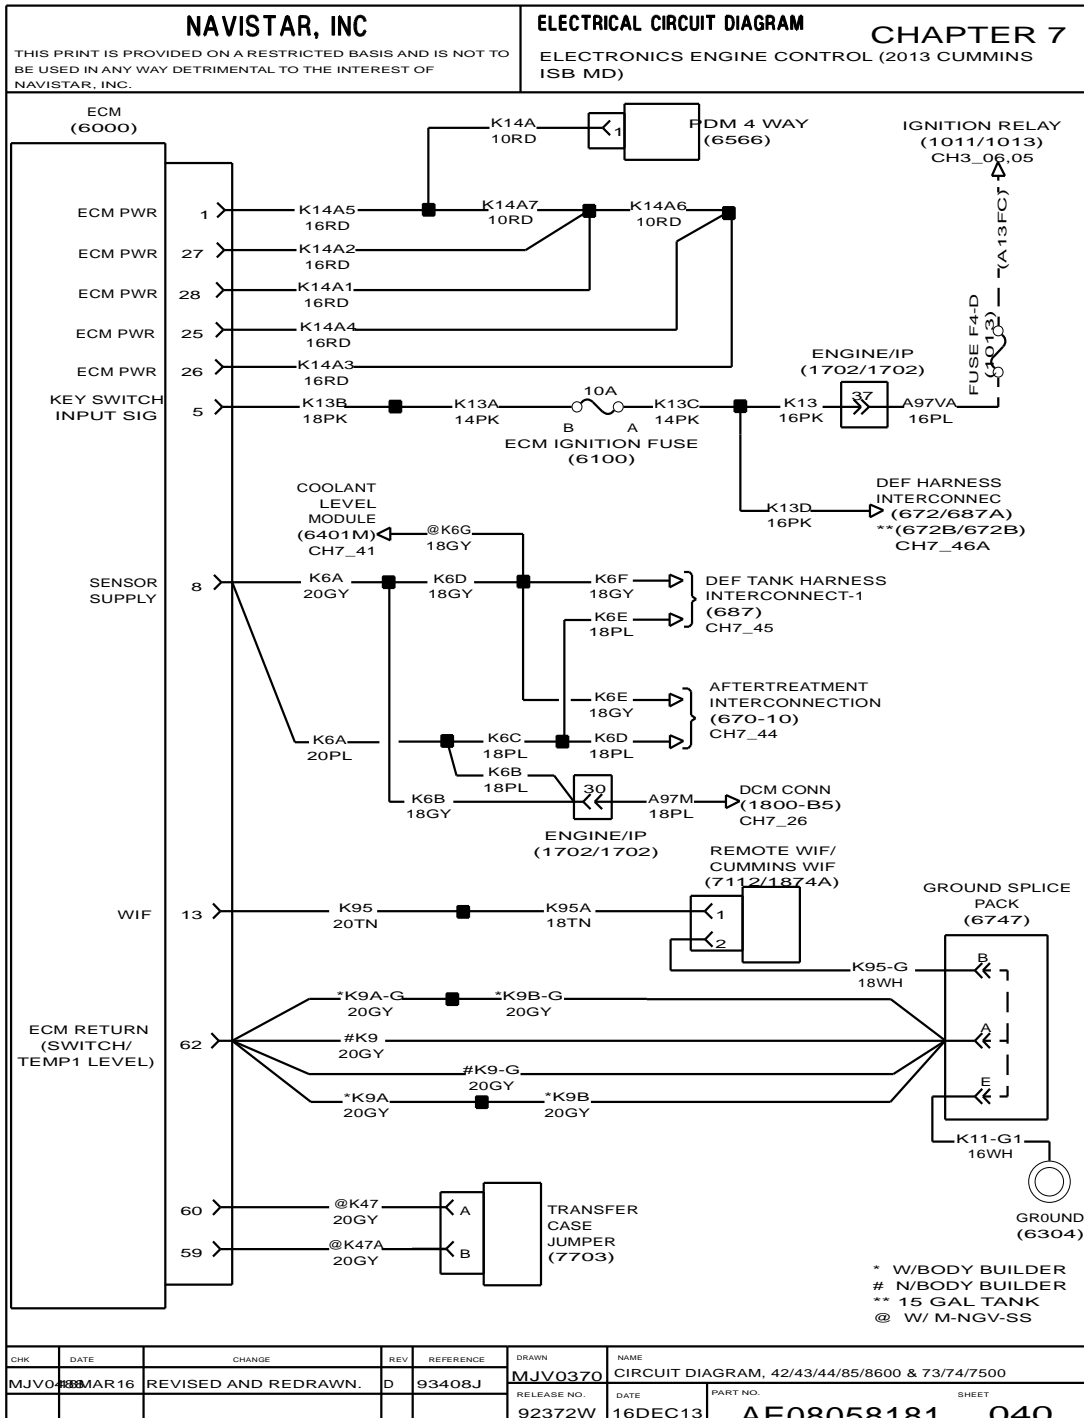 NAVISTAR, INC
THIS PRINT IS PROVIDED ON A RESTRICTED BASIS AND IS NOT TO
BE USED IN ANY WAY DETRIMENTAL TO THE INTEREST OF
NAVISTAR, INC.
ELECTRICAL CIRCUIT DIAGRAM
CHAPTER 7
ELECTRONICS ENGINE CONTROL (2013 CUMMINS
ISB MD)
ECM
(6000)
K14A
10RD
1
PDM 4 WAY
(6566)
IGNITION RELAY
(1011/1013)
CH3_06,05
(A13FC)
FUSE F4-D
(1013)
ECM PWR
1
K14A5
16RD
K14A7
10RD
K14A6
10RD
ECM PWR
27
K14A2
16RD
ECM PWR
28
K14A1
16RD
ECM PWR
25
K14A4
16RD
ECM PWR
26
K14A3
16RD
KEY SWITCH
INPUT SIG
5
K13B
18PK
K13A
14PK
10A
B
A
ECM IGNITION FUSE
(6100)
K13C
14PK
K13
16PK
ENGINE/IP
(1702/1702)
37
A97VA
16PL
K13D
16PK
DEF HARNESS
INTERCONNEC
(672/687A)
**(672B/672B)
CH7_46A
COOLANT
LEVEL
MODULE
(6401M)
CH7_41
@K6G
18GY
SENSOR
SUPPLY
8
K6A
20GY
K6D
18GY
K6F
18GY
K6E
18PL
DEF TANK HARNESS
INTERCONNECT-1
(687)
CH7_45
K6E
18GY
AFTERTREATMENT
INTERCONNECTION
(670-10)
CH7_44
K6A
20PL
K6C
18PL
K6D
18PL
K6B
18PL
K6B
18GY
30
ENGINE/IP
(1702/1702)
A97M
18PL
DCM CONN
(1800-B5)
CH7_26
REMOTE WIF/
CUMMINS WIF
(7112/1874A)
WIF
13
K95
20TN
K95A
18TN
1
2
K95-G
18WH
GROUND SPLICE
PACK
(6747)
B
A
E
ECM RETURN
(SWITCH/
TEMP1 LEVEL)
62
*K9A-G
20GY
*K9B-G
20GY
#K9
20GY
#K9-G
20GY
*K9A
20GY
*K9B
20GY
K11-G1
16WH
GROUND
(6304)
60
@K47
20GY
A
59
@K47A
20GY
B
TRANSFER
CASE
JUMPER
(7703)
* W/BODY BUILDER
# N/BODY BUILDER
** 15 GAL TANK
@ W/ M-NGV-SS
CHK DATE CHANGE REV REFERENCE
MAR16 REVISED AND REDRAWN. D 93408J
DRAWN
MJV0370
NAME
CIRCUIT DIAGRAM, 42/43/44/85/8600 & 73/74/7500
RELEASE NO.
92372W
DATE
16DEC13
PART NO.
AE08058181
SHEET
040